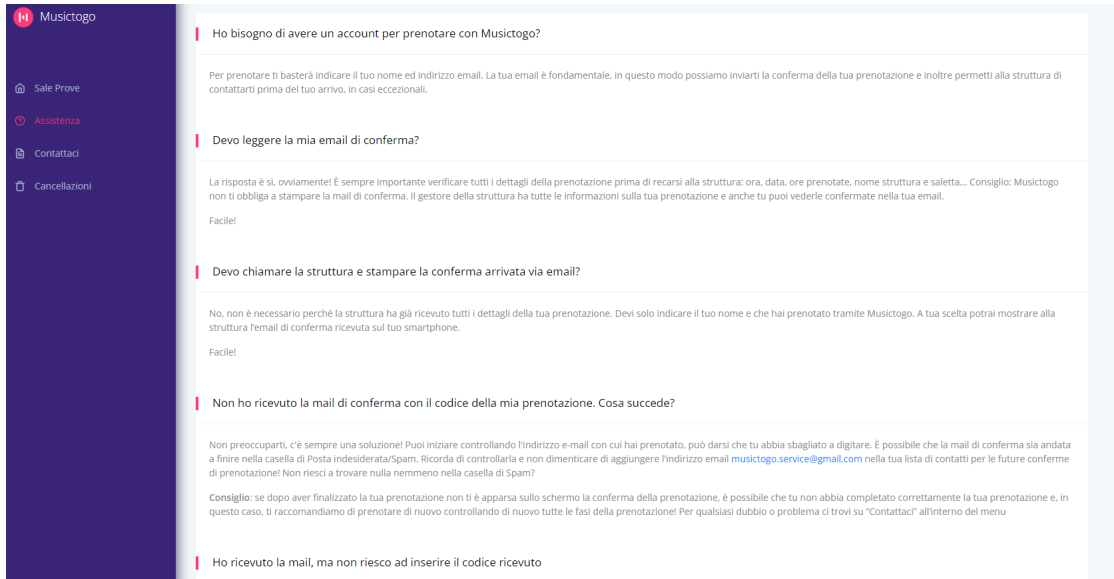 Musictogo
Sale Prove
Assistenza
Contattaci
Cancellazioni
Ho bisogno di avere un account per prenotare con Musictogo?
Per prenotare ti basterà indicare il tuo nome ed indirizzo email. La tua email è fondamentale, in questo modo possiamo inviarti la conferma della tua prenotazione e inoltre permetti alla struttura di
contattarti prima del tuo arrivo, in casi eccezionali.
Devo leggere la mia email di conferma?
La risposta è sì, ovviamente! È sempre importante verificare tutti i dettagli della prenotazione prima di recarsi alla struttura: ora, data, ore prenotate, nome struttura e saletta... Consiglio: Musictogo
non ti obbliga a stampare la mail di conferma. Il gestore della struttura ha tutte le informazioni sulla tua prenotazione e anche tu puoi vederle confermate nella tua email.
Facile!
Devo chiamare la struttura e stampare la conferma arrivata via email?
No, non è necessario perché la struttura ha già ricevuto tutti i dettagli della tua prenotazione. Devi solo indicare il tuo nome e che hai prenotato tramite Musictogo. A tua scelta potrai mostrare alla
struttura l'email di conferma ricevuta sul tuo smartphone.
Facile!
Non ho ricevuto la mail di conferma con il codice della mia prenotazione. Cosa succede?
Non preoccuparti, c'è sempre una soluzione! Puoi iniziare controllando l'indirizzo e-mail con cui hai prenotato, può darsi che tu abbia sbagliato a digitare. È possibile che la mail di conferma sia andata
a finire nella casella di Posta indesiderata/Spam. Ricorda di controllarla e non dimenticare di aggiungere l'indirizzo email musictogo.service@gmail.com nella tua lista di contatti per le future conferme
di prenotazione! Non riesci a trovare nulla nemmeno nella casella di Spam?
Consiglio: se dopo aver finalizzato la tua prenotazione non ti è apparsa sullo schermo la conferma della prenotazione, è possibile che tu non abbia completato correttamente la tua prenotazione e, in
questo caso, ti raccomandiamo di prenotare di nuovo controllando di nuovo tutte le fasi della prenotazione! Per qualsiasi dubbio o problema ci trovi su "Contattaci" all'interno del menu
Ho ricevuto la mail, ma non riesco ad inserire il codice ricevuto